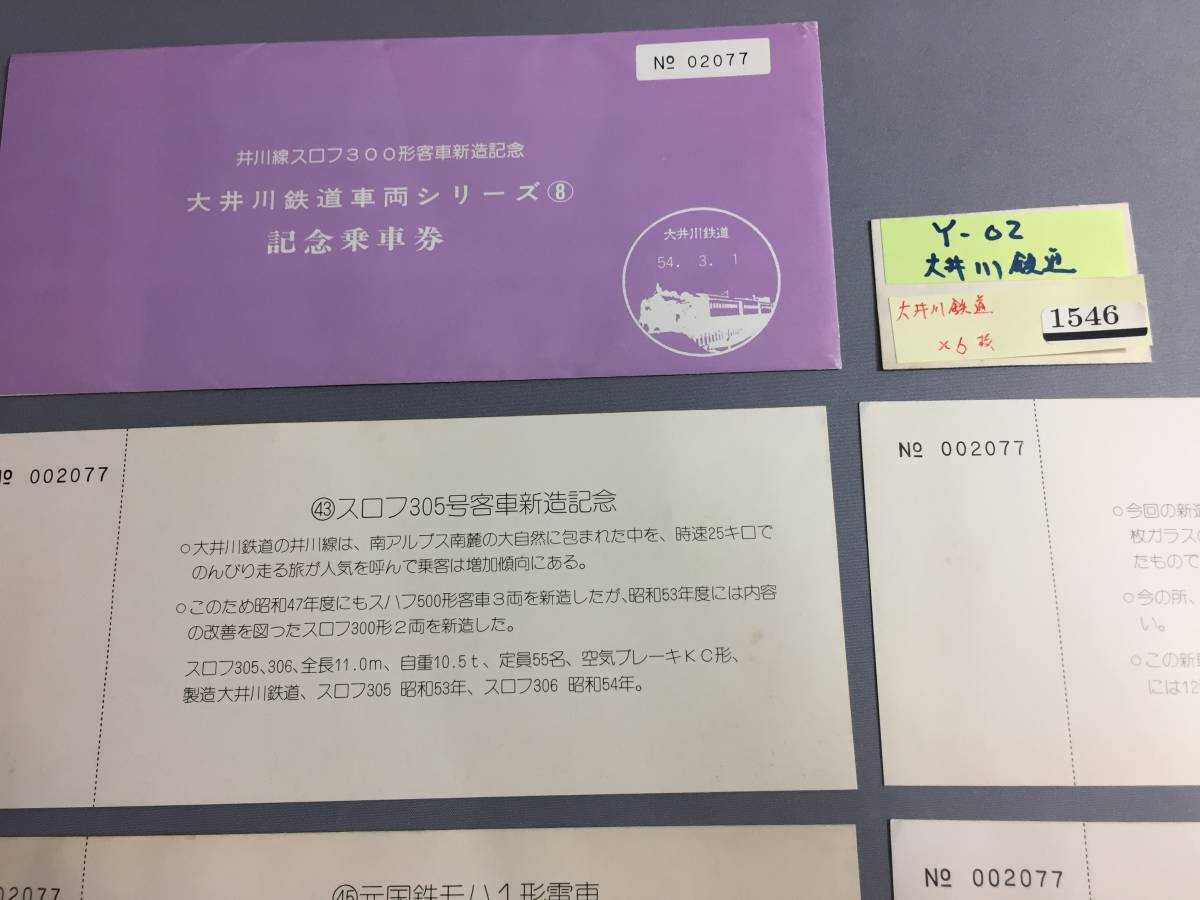 № 02077
井川線スロフ300形客車新造記念
大井川鉄道車両シリーズ⑧
記念乗車券
大井川鉄道
54. 3. 1
Y-02
大井川鉄道
大井川鉄道
×6枚
1546
№ 002077
㊸スロフ305号客車新造記念
○大井川鉄道の井川線は、南アルプス南麓の大自然に包まれた中を、時速25キロで
のんびり走る旅が人気を呼んで乗客は増加傾向にある。
○このため昭和47年度にもスハフ500形客車3両を新造したが、昭和53年度には内容
の改善を図ったスロフ300形2両を新造した。
スロフ305、306、全長11.0m、自重10.5t、定員55名、空気ブレーキKC形、
製造大井川鉄道、スロフ305 昭和53年、スロフ306 昭和54年。
№ 002077
○今回の新造
枚ガラスの
たもので
○今の所、
い。
○この新車
には12
02077
㊺元国鉄モハ1形電車
№ 002077